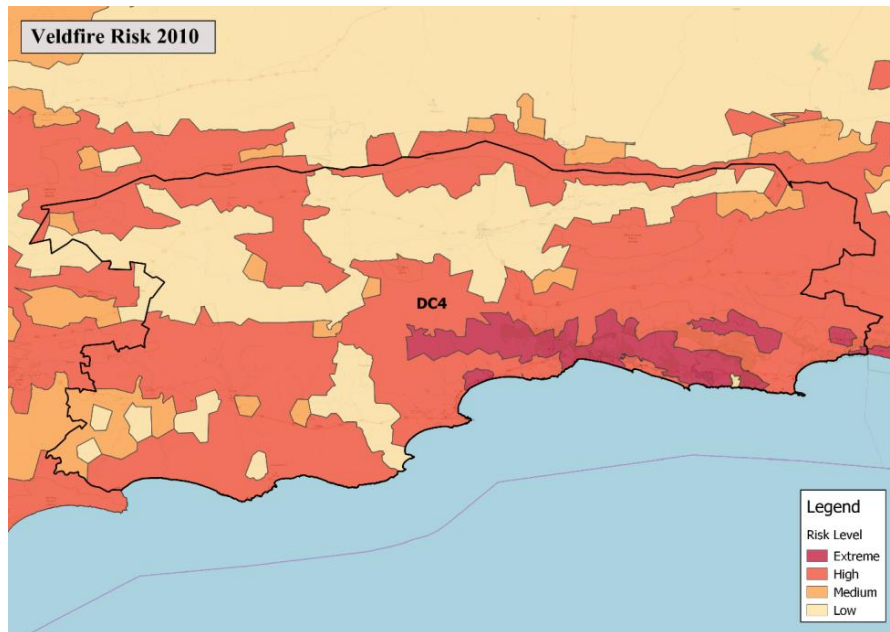 Veldfire Risk 2010
DC4
Legend
Risk Level
Extreme
High
Medium
Low